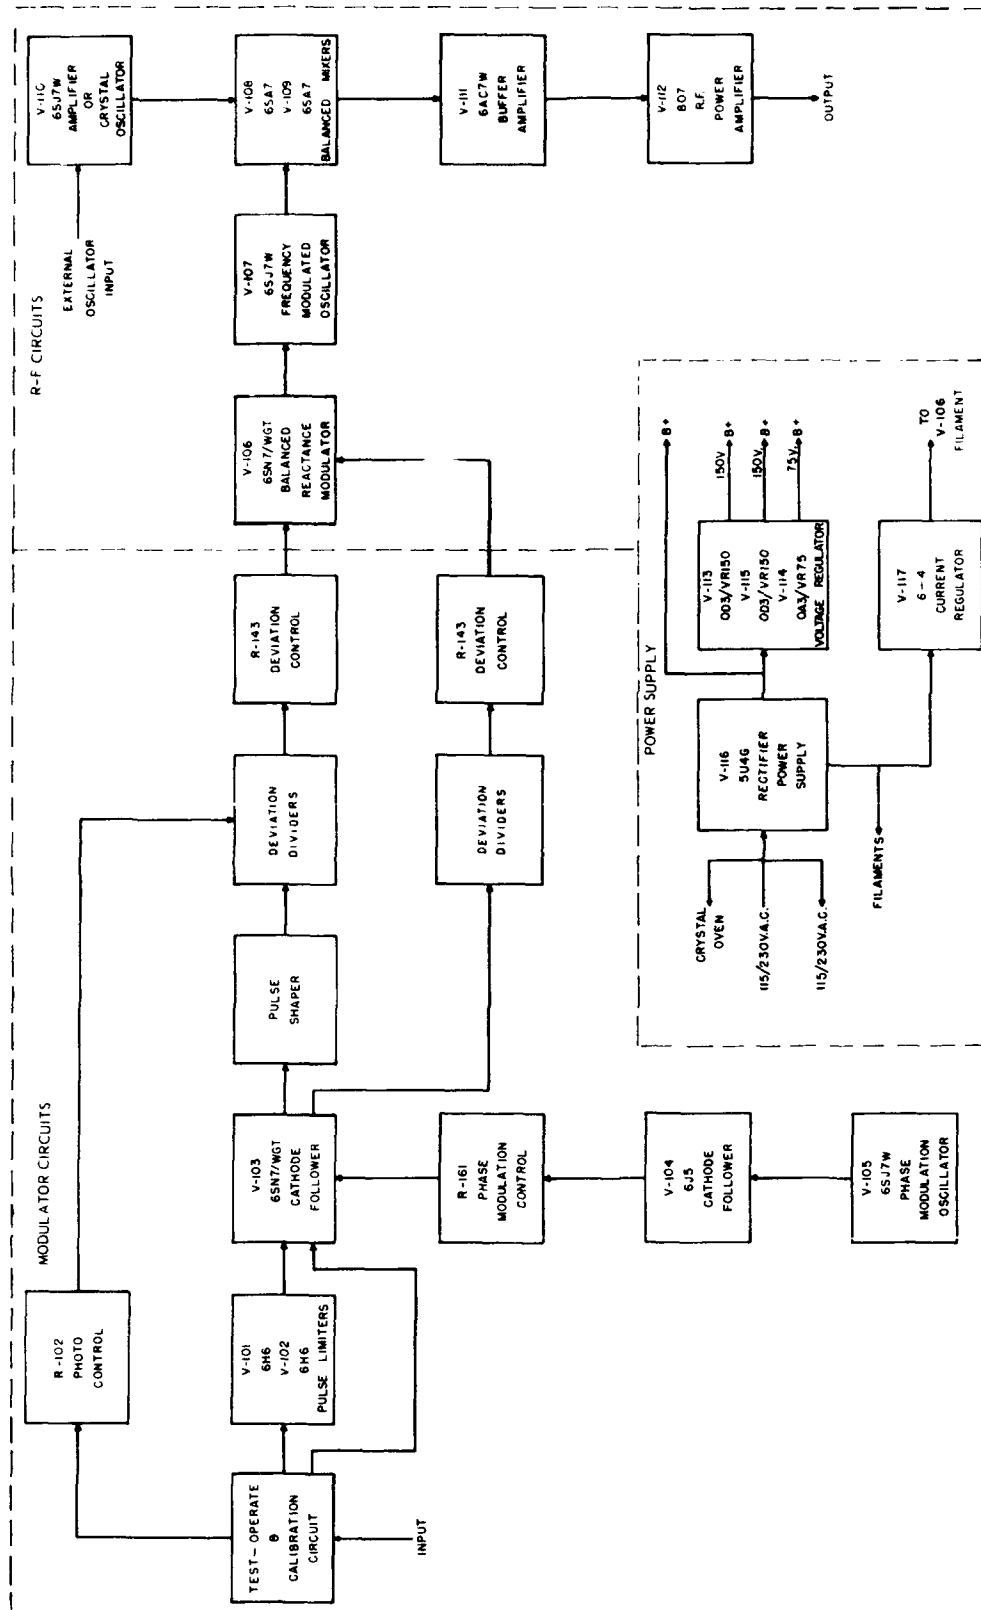 MODULATOR CIRCUITS
R-F CIRCUITS
R-102
PHOTO
CONTROL
EXTERNAL
OSCILLATOR
INPUT
V-110
6SJ7W
AMPLIFIER
OR
CRYSTAL
OSCILLATOR
TEST-OPERATE
&
CALIBRATION
CIRCUIT
V-101
6H6
V-102
6H6
PULSE LIMITERS
V-103
6SN7/WGT
CATHODE
FOLLOWER
PULSE
SHAPER
DEVIATION
DIVIDERS
R-143
DEVIATION
CONTROL
V-106
6SN7/WGT
BALANCED
REACTANCE
MODULATOR
V-107
6SJ7W
FREQUENCY
MODULATED
OSCILLATOR
V-108
6SA7
V-109
6SA7
BALANCED MIXERS
INPUT
R-161
PHASE
MODULATION
CONTROL
DEVIATION
DIVIDERS
R-143
DEVIATION
CONTROL
V-111
6AC7W
BUFFER
AMPLIFIER
V-104
6J5
CATHODE
FOLLOWER
V-112
807
R.F.
POWER
AMPLIFIER
OUTPUT
V-105
6SJ7W
PHASE
MODULATION
OSCILLATOR
POWER SUPPLY
CRYSTAL
OVEN
115/230V.A.C.
115/230V.A.C.
V-116
5U4G
RECTIFIER
POWER
SUPPLY
V-113
OD3/VR150
V-115
OD3/VR150
V-114
OA3/VR75
VOLTAGE REGULATOR
B+
150V.
B+
150V.
B+
75V.
B+
FILAMENTS
V-117
6-4
CURRENT
REGULATOR
TO
V-106
FILAMENT